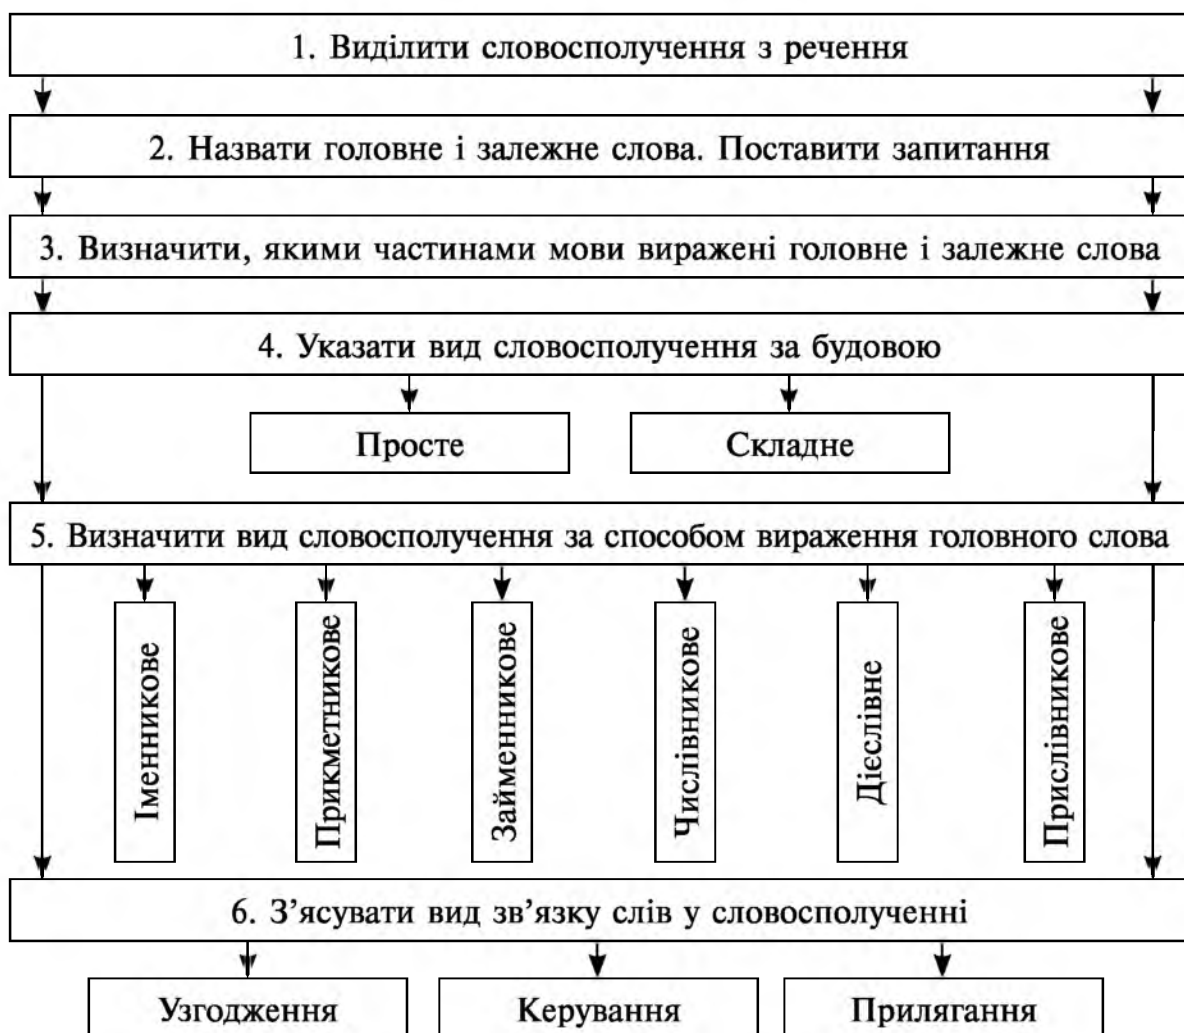 1. Виділити словосполучення з речення
2. Назвати головне і залежне слова. Поставити запитання
3. Визначити, якими частинами мови виражені головне і залежне слова
4. Указати вид словосполучення за будовою
Просте
Складне
5. Визначити вид словосполучення за способом вираження головного слова
Іменникове
Прикметникове
Займенникове
Числівникове
Дієслівне
Прислівникове
6. З’ясувати вид зв’язку слів у словосполученні
Узгодження
Керування
Прилягання